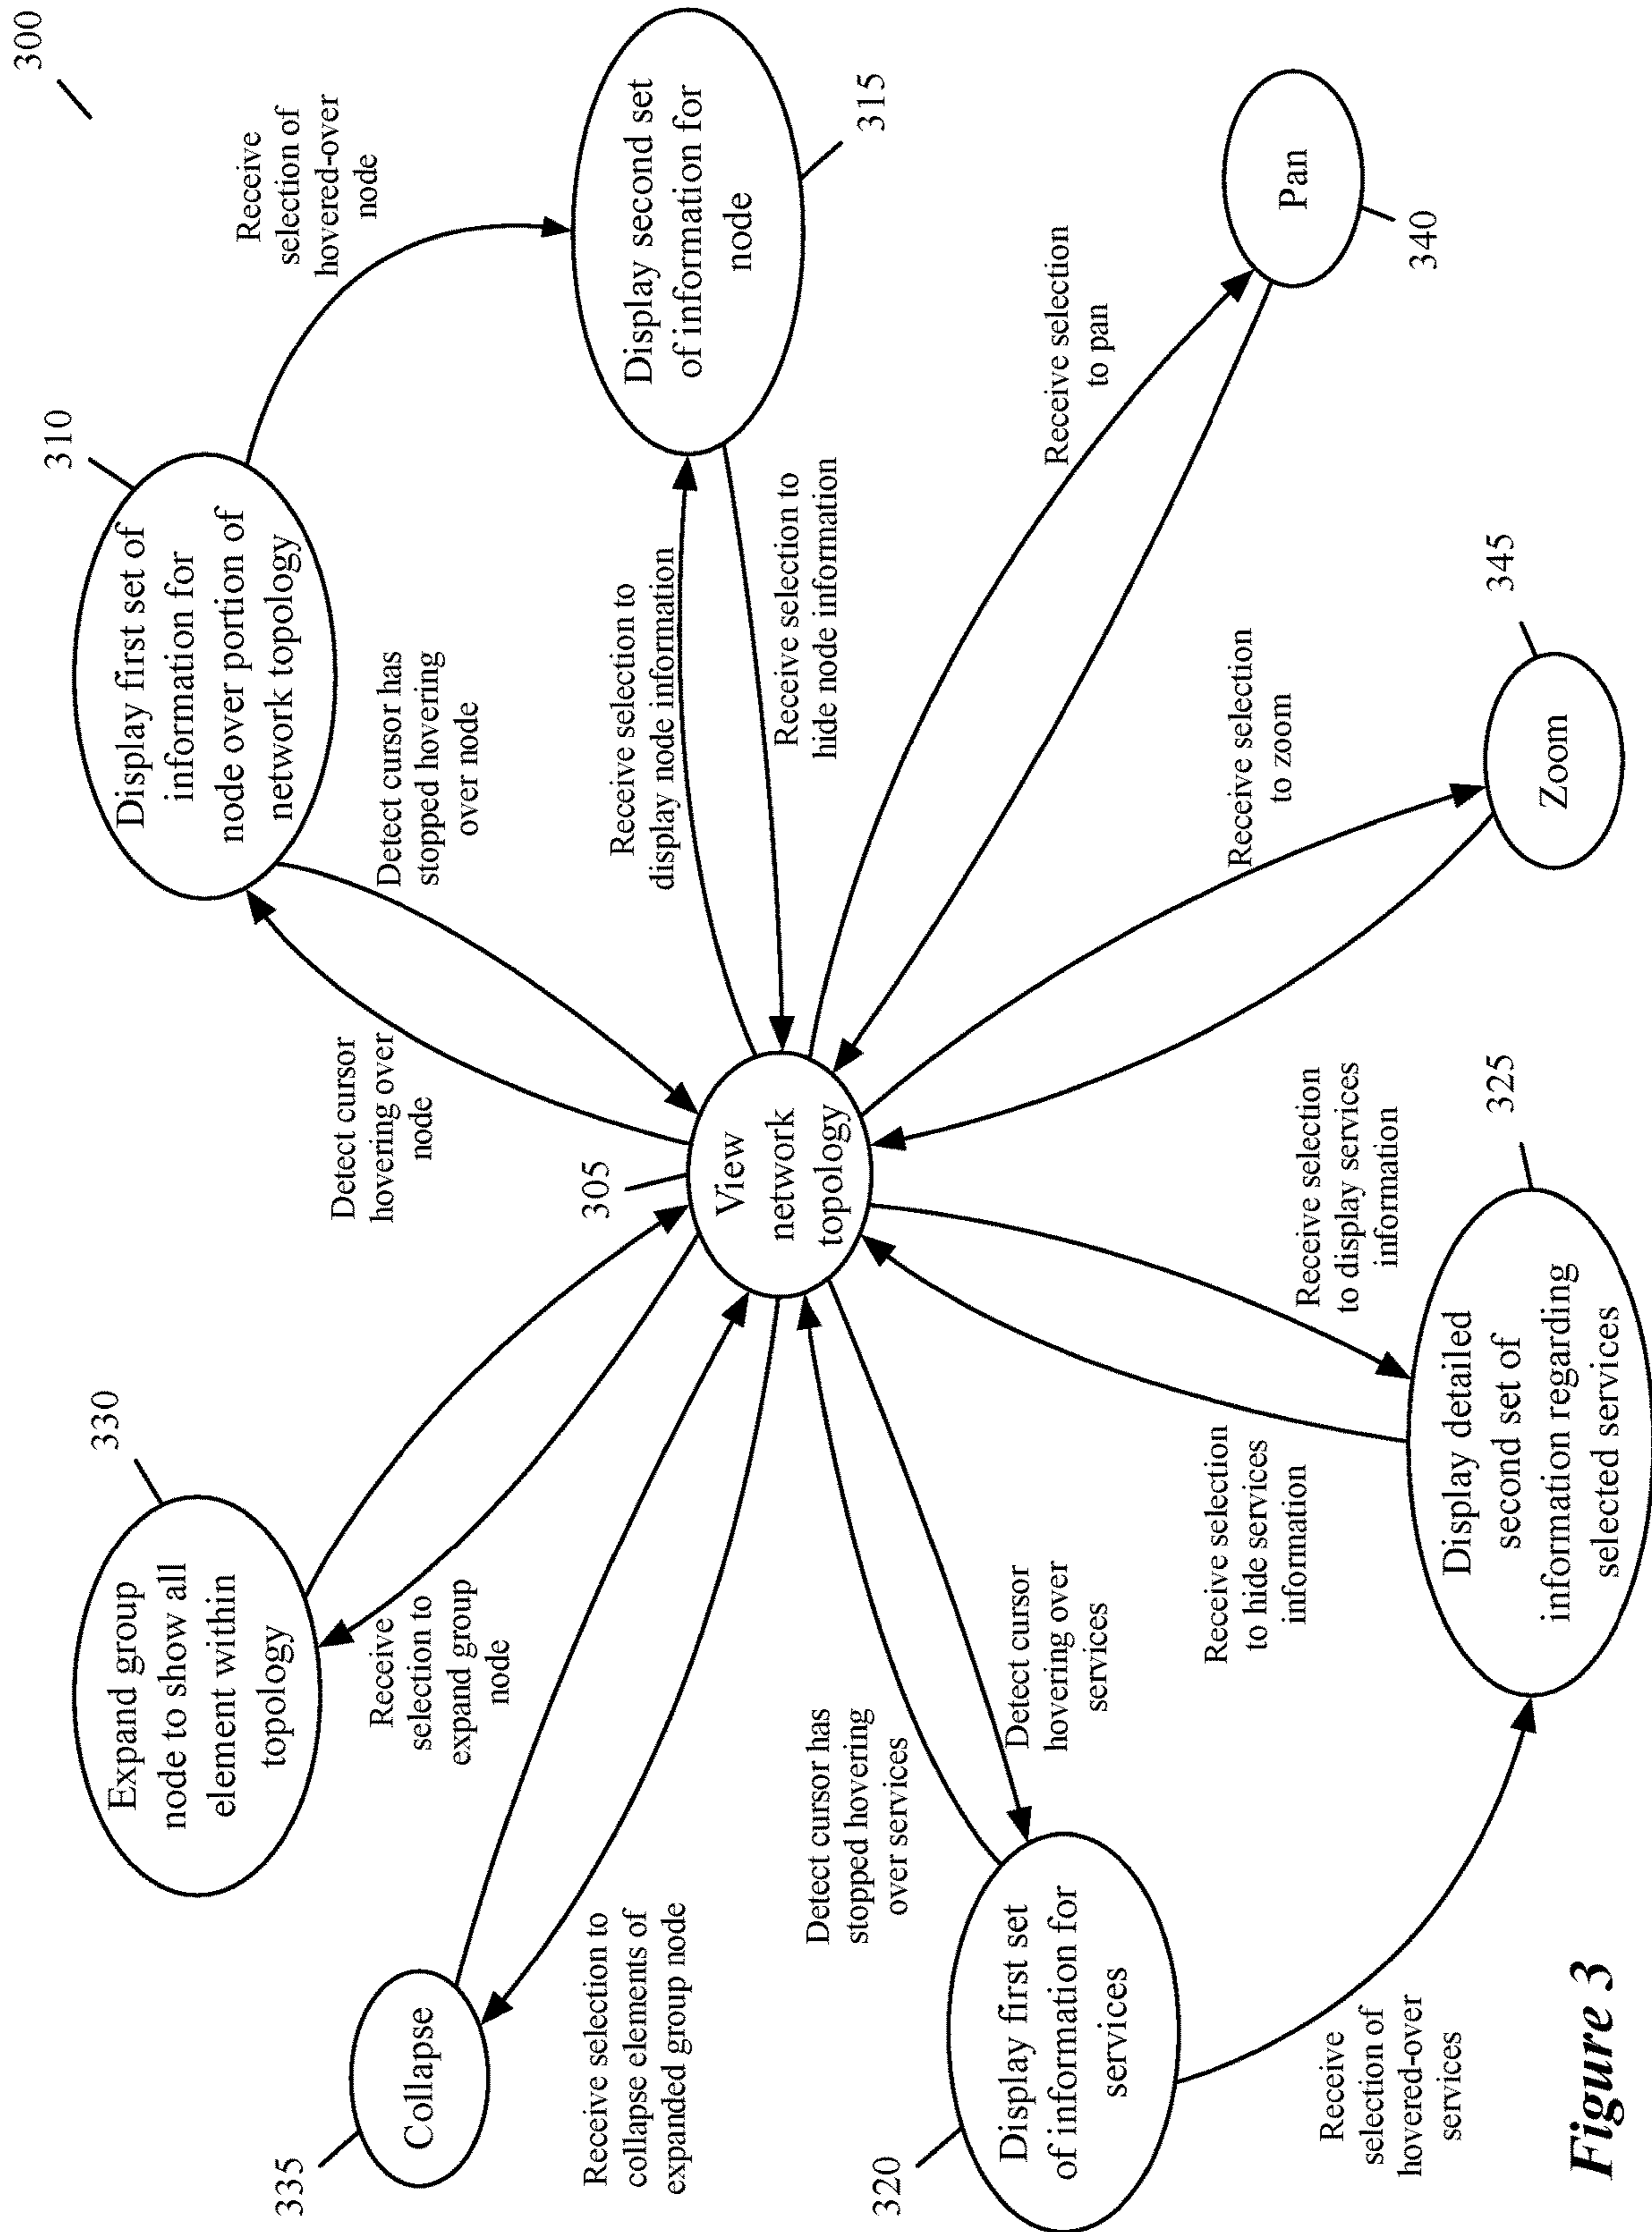 300
335
Collapse
330
Expand group
node to show all
element within
topology
310
Display first set of
information for
node over portion of
network topology
Receive
selection of
hovered-over
node
Receive
selection to
expand group
node
Detect cursor
hovering over
node
Detect cursor has
stopped hovering
over node
Receive selection to
collapse elements of
expanded group node
305
View
network
topology
Receive selection to
display node information
Receive selection to
hide node information
Display second set
of information for
node
315
320
Display first set
of information for
services
Detect cursor has
stopped hovering
over services
Detect cursor
hovering over
services
Receive selection
to pan
Pan
340
Receive selection
to hide services
information
Receive selection
to display services
information
Receive selection
to zoom
Zoom
345
Receive
selection of
hovered-over
services
Display detailed
second set of
information regarding
selected services
325
Figure 3